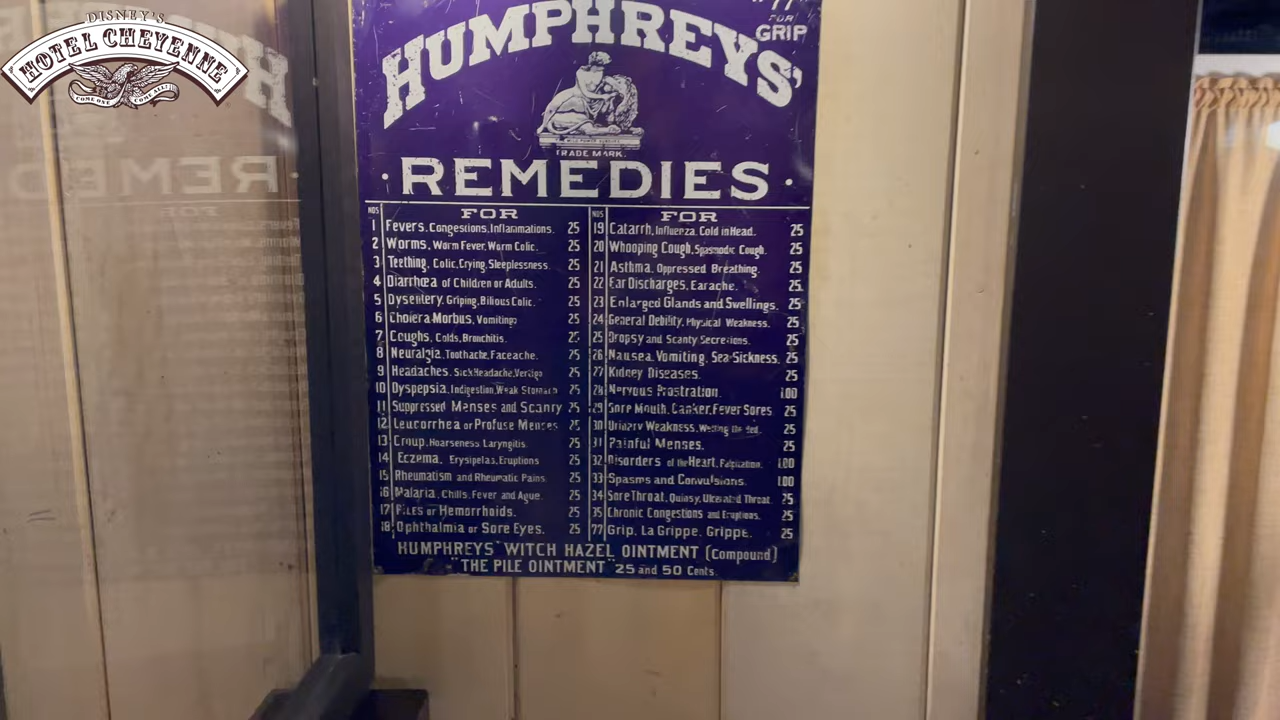 DISNEY'S
HOTEL CHEYENNE
COME ONE COME ALL!
"77"
FOR
GRIP
HUMPHREYS'
TRADE MARK.
·REMEDIES·
NOS FOR
1 Fevers, Congestions, Inflammations. 25
2 Worms, Worm Fever, Worm Colic. 25
3 Teething, Colic, Crying, Sleeplessness. 25
4 Diarrhœa of Children or Adults. 25
5 Dysentery, Griping, Bilious Colic. 25
6 Cholera Morbus, Vomiting 25
7 Coughs, Colds, Bronchitis. 25
8 Neuralgia, Toothache, Faceache. 25
9 Headaches, Sick Headache, Vertigo 25
10 Dyspepsia, Indigestion, Weak Stomach 25
11 Suppressed Menses and Scanty 25
12 Leucorrhea or Profuse Menses 25
13 Croup, Hoarseness, Laryngitis. 25
14 Eczema, Erysipelas, Eruptions 25
15 Rheumatism and Rheumatic Pains 25
16 Malaria, Chills, Fever and Ague. 25
17 Piles or Hemorrhoids. 25
18 Ophthalmia or Sore Eyes. 25
NOS FOR
19 Catarrh, Influenza, Cold in Head. 25
20 Whooping Cough, Spasmodic Cough. 25
21 Asthma, Oppressed Breathing. 25
22 Ear Discharges, Earache. 25
23 Enlarged Glands and Swellings. 25
24 General Debility, Physical Weakness. 25
25 Dropsy and Scanty Secretions. 25
26 Nausea, Vomiting, Sea-Sickness. 25
27 Kidney Diseases. 25
28 Nervous Prostration. 1.00
29 Sore Mouth, Canker, Fever Sores 25
30 Urinary Weakness, Wetting the Bed. 25
31 Painful Menses. 25
32 Disorders of the Heart, Palpitation. 1.00
33 Spasms and Convulsions. 1.00
34 Sore Throat, Quinsy, Ulcerated Throat. 25
35 Chronic Congestions and Eruptions. 25
77 Grip, La Grippe, Grippe. 25
HUMPHREYS' WITCH HAZEL OINTMENT (Compound)
"THE PILE OINTMENT" 25 and 50 Cents.